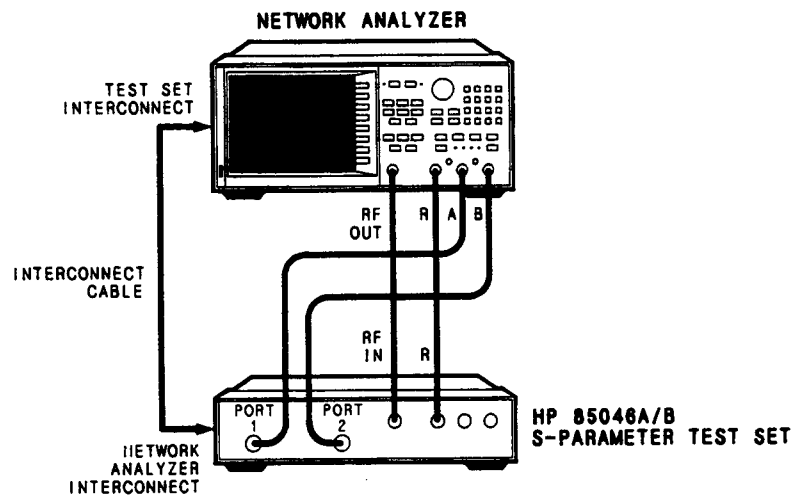 NETWORK ANALYZER
TEST SET
INTERCONNECT
RF
OUT
R
A
B
INTERCONNECT
CABLE
RF
IN
R
PORT
1
PORT
2
HP 85046A/B
S-PARAMETER TEST SET
NETWORK
ANALYZER
INTERCONNECT